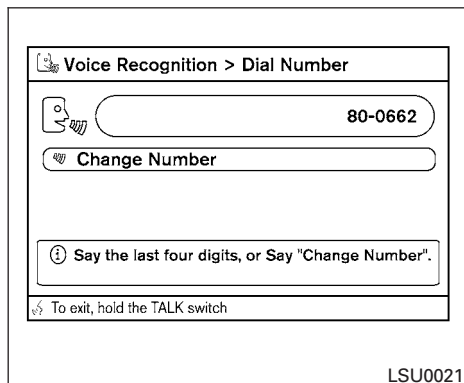 Voice Recognition > Dial Number
80-0662
Change Number
Say the last four digits, or Say "Change Number".
To exit, hold the TALK switch
LSU0021